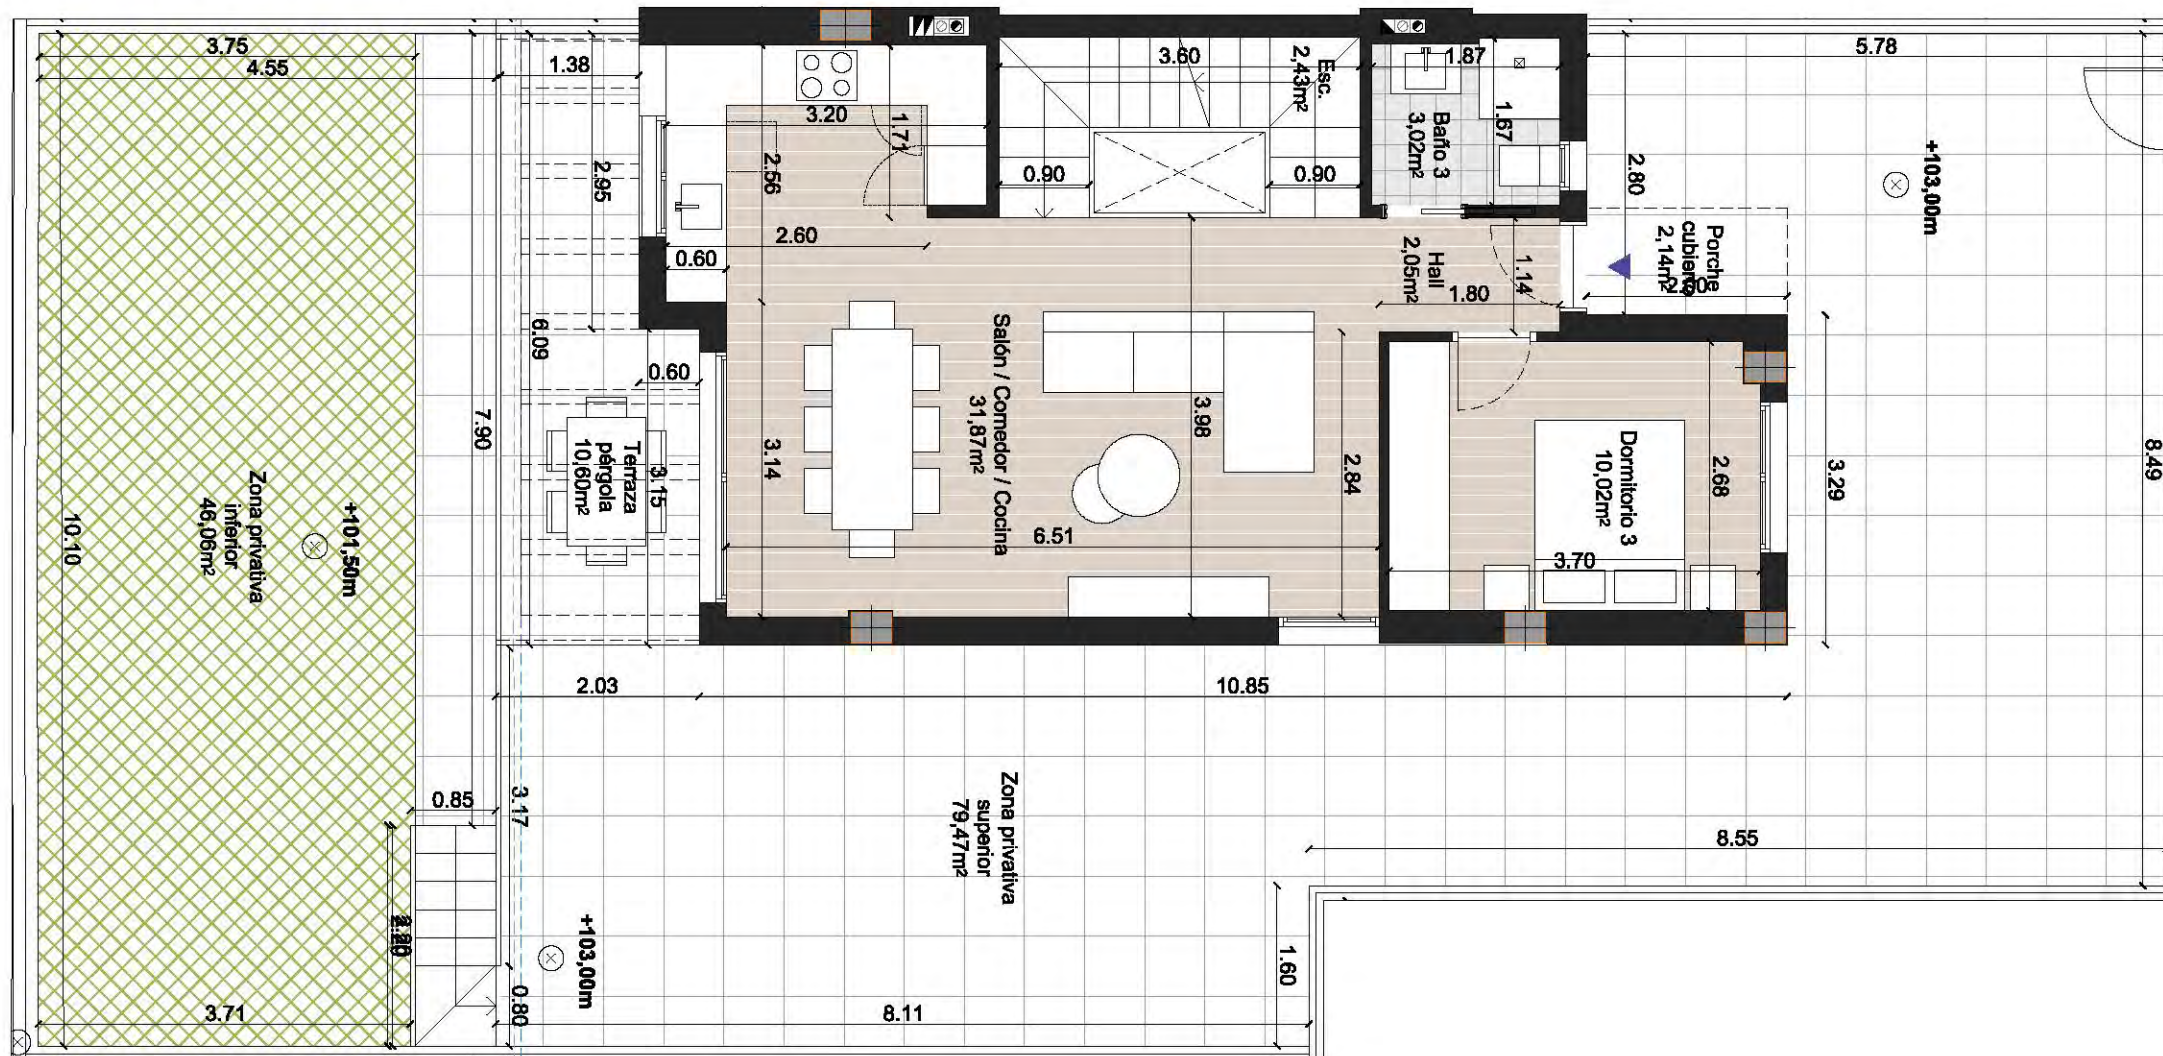 3.75
4.55
1.38
3.60
Esc.
2,43m²
1.87
5.78
3.20
1.71
1.67
Baño 3
3,02m²
2.56
2.95
0.90
0.90
2.80
+103,00m
2.60
0.60
Hall
2,05m²
1.14
1.80
Porche
cubierto
2,14m²
6.09
0.60
7.90
3.14
3.15
Salón / Comedor / Cocina
31,87m²
3.98
2.84
6.51
Dormitorio 3
10,02m²
2.68
3.70
3.29
8.49
Terraza
pérgola
10,60m²
10.10
Zona privativa
inferior
46,06m²
+101,50m
2.03
10.85
0.85
3.17
Zona privativa
superior
79,47m²
8.55
+103,00m
1.60
0.80
3.71
8.11